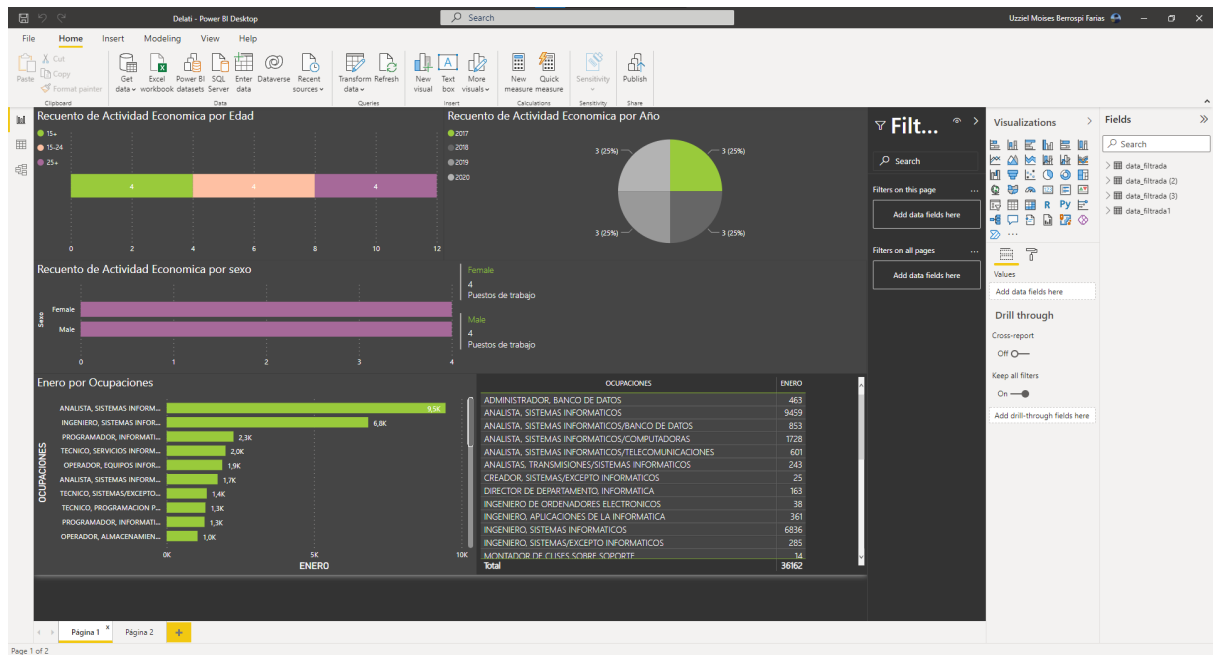 Delati - Power BI Desktop
Search
Uzziel Moises Berrospi Farias
File Home Insert Modeling View Help
Paste
Cut
Copy
Format painter
Get data
Excel workbook
Power BI datasets
SQL Server
Enter data
Dataverse
Recent sources
Transform data
Refresh
New visual
Text box
More visuals
New measure
Quick measure
Sensitivity
Publish
Clipboard Data Queries Insert Calculations Sensitivity Share
Recuento de Actividad Economica por Edad
15+
15-24
25+
4 4 4
0 2 4 6 8 10 12
Recuento de Actividad Economica por Año
2017
2018
2019
2020
3 (25%) 3 (25%)
3 (25%) 3 (25%)
Recuento de Actividad Economica por sexo
Sexo
Female
Male
0 1 2 3 4
Female
4
Puestos de trabajo
Male
4
Puestos de trabajo
Enero por Ocupaciones
OCUPACIONES
ANALISTA, SISTEMAS INFORM... 9,5K
INGENIERO, SISTEMAS INFOR... 6,8K
PROGRAMADOR, INFORMATI... 2,3K
TECNICO, SERVICIOS INFORM... 2,0K
OPERADOR, EQUIPOS INFOR... 1,9K
ANALISTA, SISTEMAS INFORM... 1,7K
TECNICO, SISTEMAS/EXCEPTO... 1,4K
TECNICO, PROGRAMACION P... 1,3K
PROGRAMADOR, INFORMATI... 1,3K
OPERADOR, ALMACENAMIEN... 1,0K
0K 5K 10K
ENERO
OCUPACIONES ENERO
ADMINISTRADOR, BANCO DE DATOS 463
ANALISTA, SISTEMAS INFORMATICOS 9459
ANALISTA, SISTEMAS INFORMATICOS/BANCO DE DATOS 853
ANALISTA, SISTEMAS INFORMATICOS/COMPUTADORAS 1728
ANALISTA, SISTEMAS INFORMATICOS/TELECOMUNICACIONES 601
ANALISTAS, TRANSMISIONES/SISTEMAS INFORMATICOS 243
CREADOR, SISTEMAS/EXCEPTO INFORMATICOS 25
DIRECTOR DE DEPARTAMENTO, INFORMATICA 163
INGENIERO DE ORDENADORES ELECTRONICOS 38
INGENIERO, APLICACIONES DE LA INFORMATICA 361
INGENIERO, SISTEMAS INFORMATICOS 6836
INGENIERO, SISTEMAS/EXCEPTO INFORMATICOS 285
MONTADOR DE CLISES SOBRE SOPORTE 14
Total 36162
Filt...
Search
Filters on this page ...
Add data fields here
Filters on all pages ...
Add data fields here
Visualizations
R Py
...
Values
Add data fields here
Drill through
Cross-report
Off
Keep all filters
On
Add drill-through fields here
Fields
Search
data_filtrada
data_filtrada (2)
data_filtrada (3)
data_filtrada1
Página 1 Página 2
Page 1 of 2